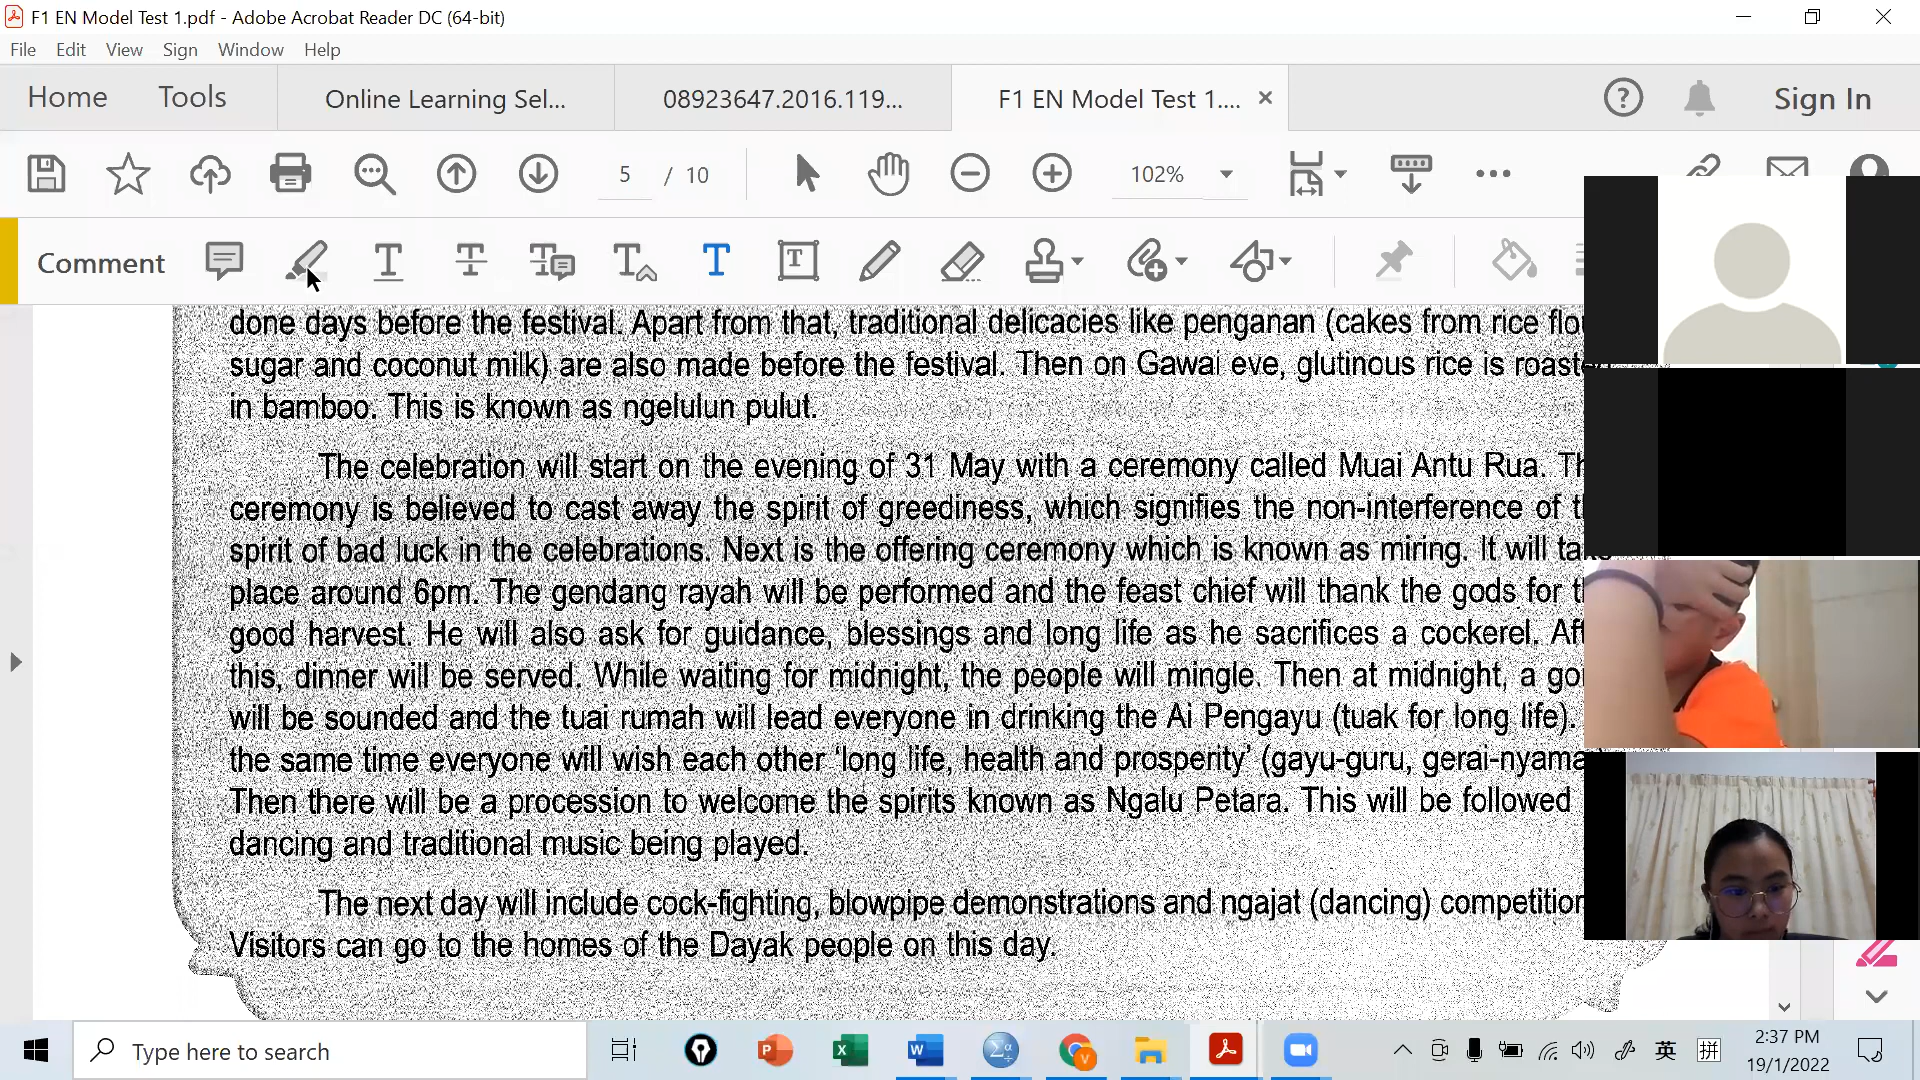 F1 EN Model Test 1.pdf - Adobe Acrobat Reader DC (64-bit)
File Edit View Sign Window Help
Home Tools Online Learning Sel... 08923647.2016.119... F1 EN Model Test 1.... Sign In
5 / 10 102%
Comment
done days before the festival. Apart from that, traditional delicacies like penganan (cakes from rice
sugar and coconut milk) are also made before the festival. Then on Gawai eve, glutinous rice is
in bamboo. This is known as ngelulun pulut.
The celebration will start on the evening of 31 May with a ceremony called Muai Antu Rua.
ceremony is believed to cast away the spirit of greediness, which signifies the non-interference of
spirit of bad luck in the celebrations. Next is the offering ceremony which is known as miring. It will
place around 6pm. The gendang rayah will be performed and the feast chief will thank the gods for
good harvest. He will also ask for guidance, blessings and long life as he sacrifices a cockerel.
this, dinner will be served. While waiting for midnight, the people will mingle. Then at midnight, a
will be sounded and the tuai rumah will lead everyone in drinking the Ai Pengayu (tuak for long life).
the same time everyone will wish each other ‘long life, health and prosperity’ (gayu-guru,
Then there will be a procession to welcome the spirits known as Ngalu Petara. This will be followed
dancing and traditional music being played.
The next day will include cock-fighting, blowpipe demonstrations and ngajat (dancing)
Visitors can go to the homes of the Dayak people on this day.
Type here to search
英 拼
2:37 PM
19/1/2022